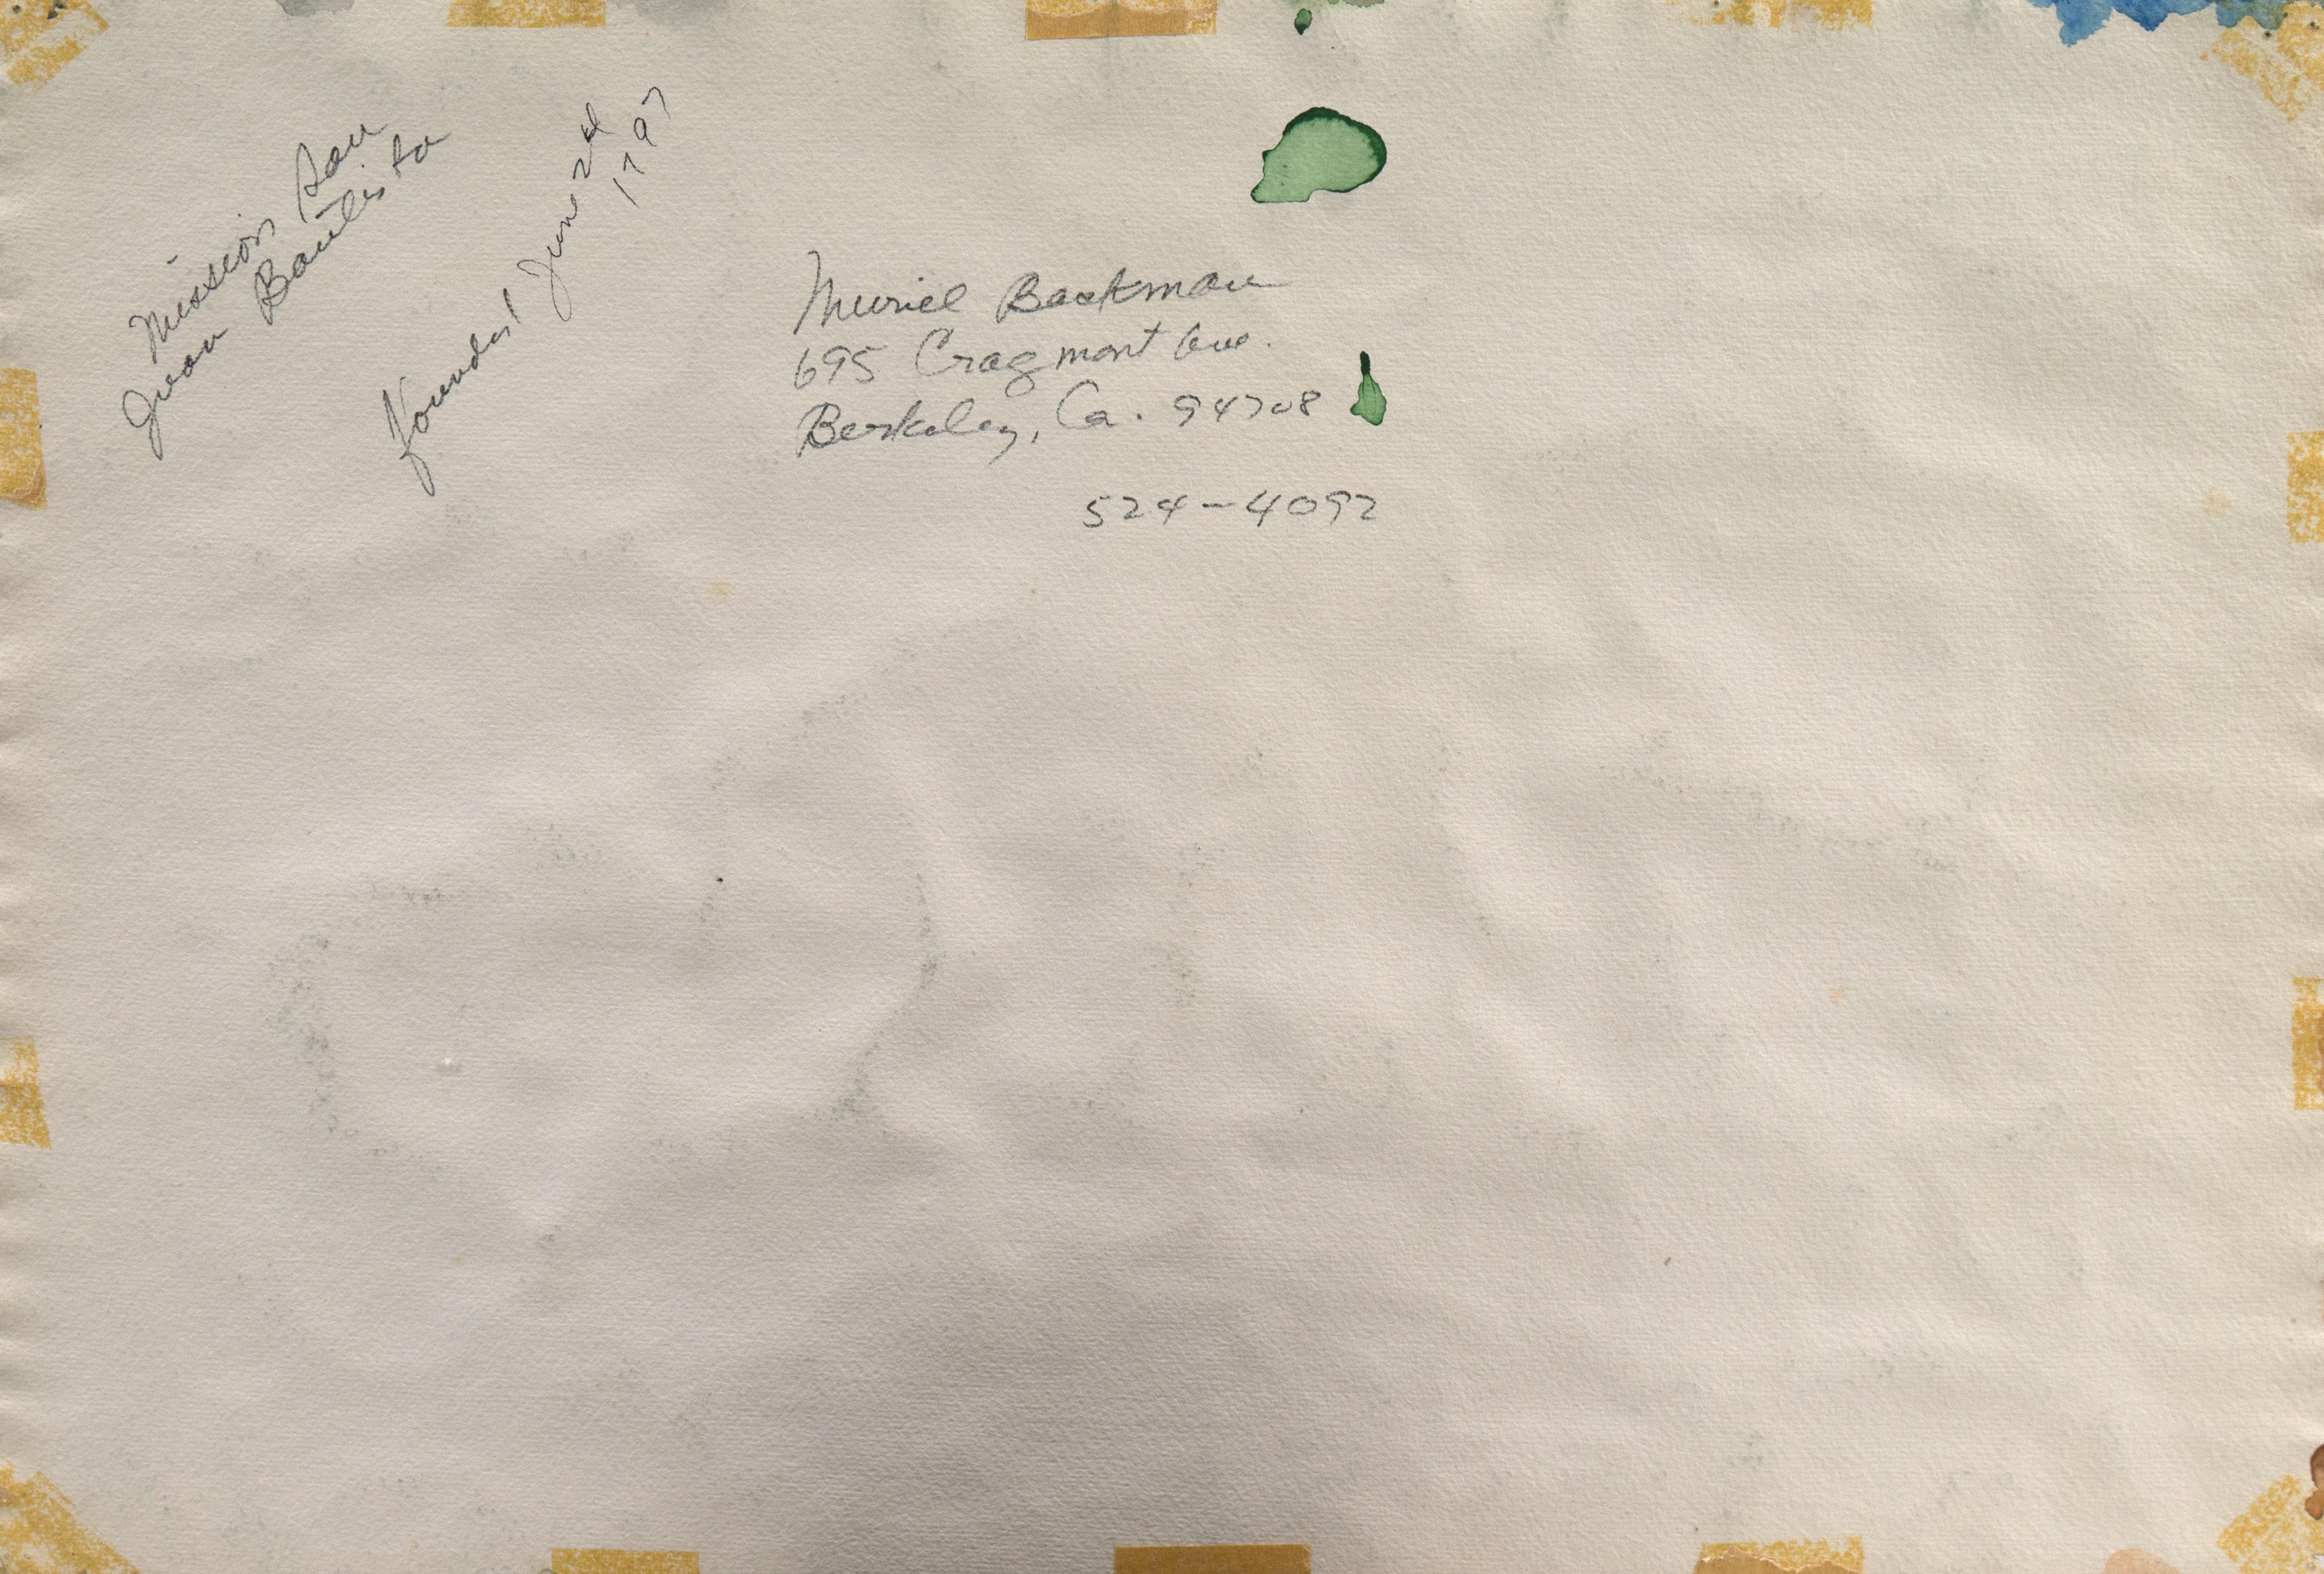 Mission San
Juan Bautista
founded June 24
1797
Muriel Backman
695 Cragmont Ave.
Berkeley, Ca. 94708
524-4092